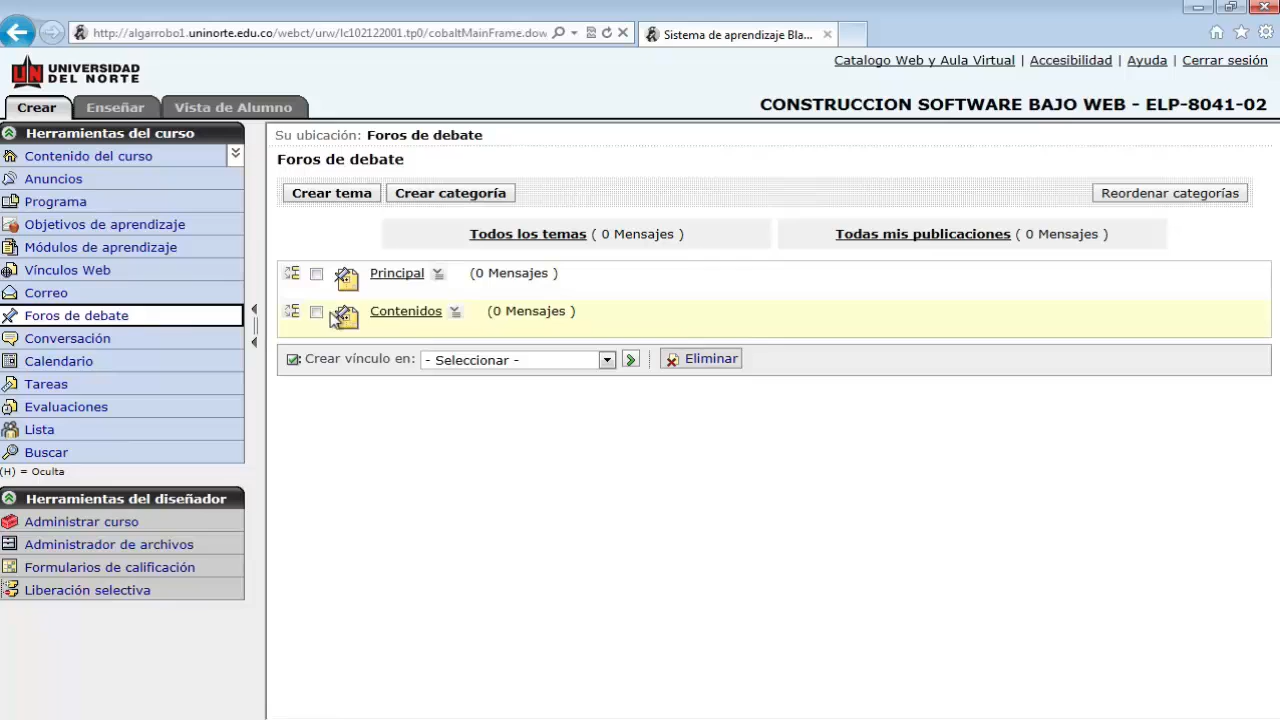 http://algarrobo1.uninorte.edu.co/webct/urw/lc102122001.tp0/cobaltMainFrame.dow
Sistema de aprendizaje Bla...
UNIVERSIDAD
DEL NORTE
Catalogo Web y Aula Virtual | Accesibilidad | Ayuda | Cerrar sesión
Crear Enseñar Vista de Alumno
CONSTRUCCION SOFTWARE BAJO WEB - ELP-8041-02
Herramientas del curso
Contenido del curso
Anuncios
Programa
Objetivos de aprendizaje
Módulos de aprendizaje
Vínculos Web
Correo
Foros de debate
Conversación
Calendario
Tareas
Evaluaciones
Lista
Buscar
(H) = Oculta
Herramientas del diseñador
Administrar curso
Administrador de archivos
Formularios de calificación
Liberación selectiva
Su ubicación: Foros de debate
Foros de debate
Crear tema Crear categoría Reordenar categorías
Todos los temas ( 0 Mensajes ) Todas mis publicaciones ( 0 Mensajes )
Principal (0 Mensajes )
Contenidos (0 Mensajes )
Crear vínculo en: - Seleccionar - Eliminar